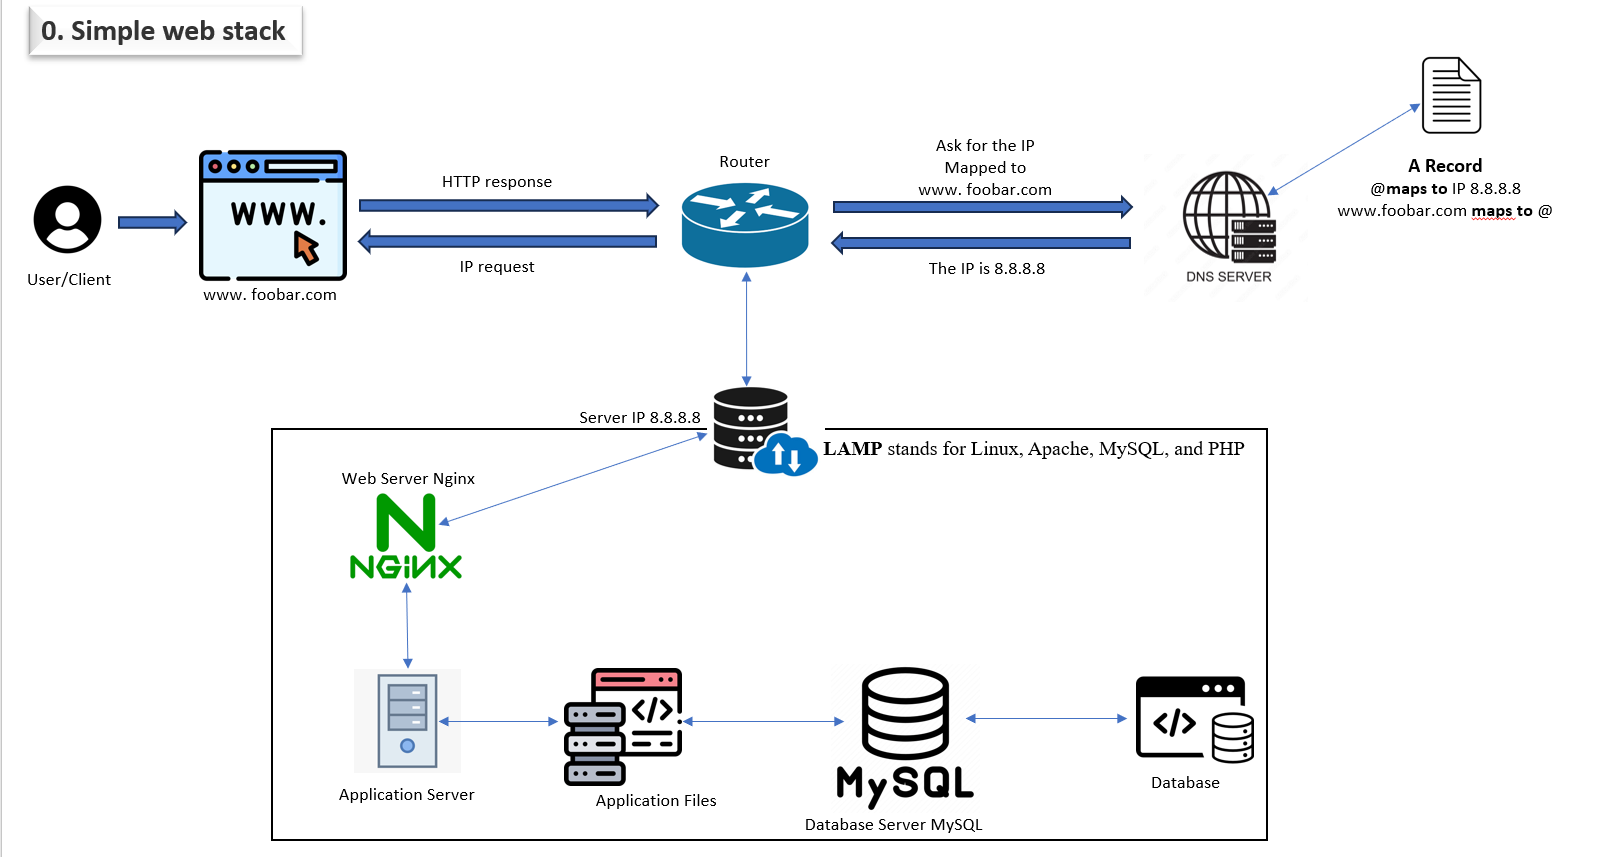 0. Simple web stack
User/Client
WWW.
www. foobar.com
HTTP response
IP request
Router
Ask for the IP
Mapped to
www. foobar.com
The IP is 8.8.8.8
DNS SERVER
A Record
@maps to IP 8.8.8.8
www.foobar.com maps to @
Server IP 8.8.8.8
LAMP stands for Linux, Apache, MySQL, and PHP
Web Server Nginx
N
NGiNX
</>
</>
MySQL
Application Server
Application Files
Database Server MySQL
Database